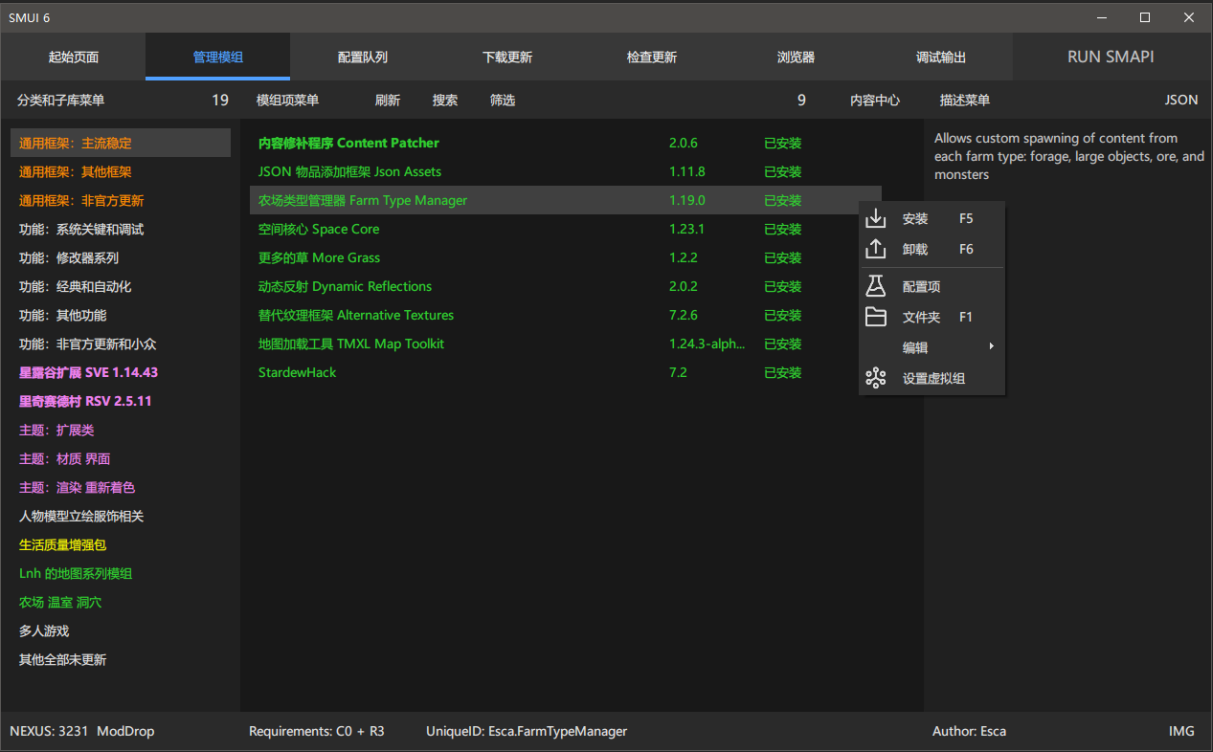 SMUI 6
起始页面 管理模组 配置队列 下载更新 检查更新 浏览器 调试输出 RUN SMAPI
分类和子库菜单 19 模组项菜单 刷新 搜索 筛选 9 内容中心 描述菜单 JSON
通用框架：主流稳定
通用框架：其他框架
通用框架：非官方更新
功能：系统关键和调试
功能：修改器系列
功能：经典和自动化
功能：其他功能
功能：非官方更新和小众
星露谷扩展 SVE 1.14.43
里奇赛德村 RSV 2.5.11
主题：扩展类
主题：材质 界面
主题：渲染 重新着色
人物模型立绘服饰相关
生活质量增强包
Lnh 的地图系列模组
农场 温室 洞穴
多人游戏
其他全部未更新
内容修补程序 Content Patcher 2.0.6 已安装
JSON 物品添加框架 Json Assets 1.11.8 已安装
农场类型管理器 Farm Type Manager 1.19.0 已安装
空间核心 Space Core 1.23.1 已安装
更多的草 More Grass 1.2.2 已安装
动态反射 Dynamic Reflections 2.0.2 已安装
替代纹理框架 Alternative Textures 7.2.6 已安装
地图加载工具 TMXL Map Toolkit 1.24.3-alph... 已安装
StardewHack 7.2 已安装
安装 F5
卸载 F6
配置项
文件夹 F1
编辑
设置虚拟组
Allows custom spawning of content from
each farm type: forage, large objects, ore, and
monsters
NEXUS: 3231 ModDrop Requirements: C0 + R3 UniqueID: Esca.FarmTypeManager Author: Esca IMG